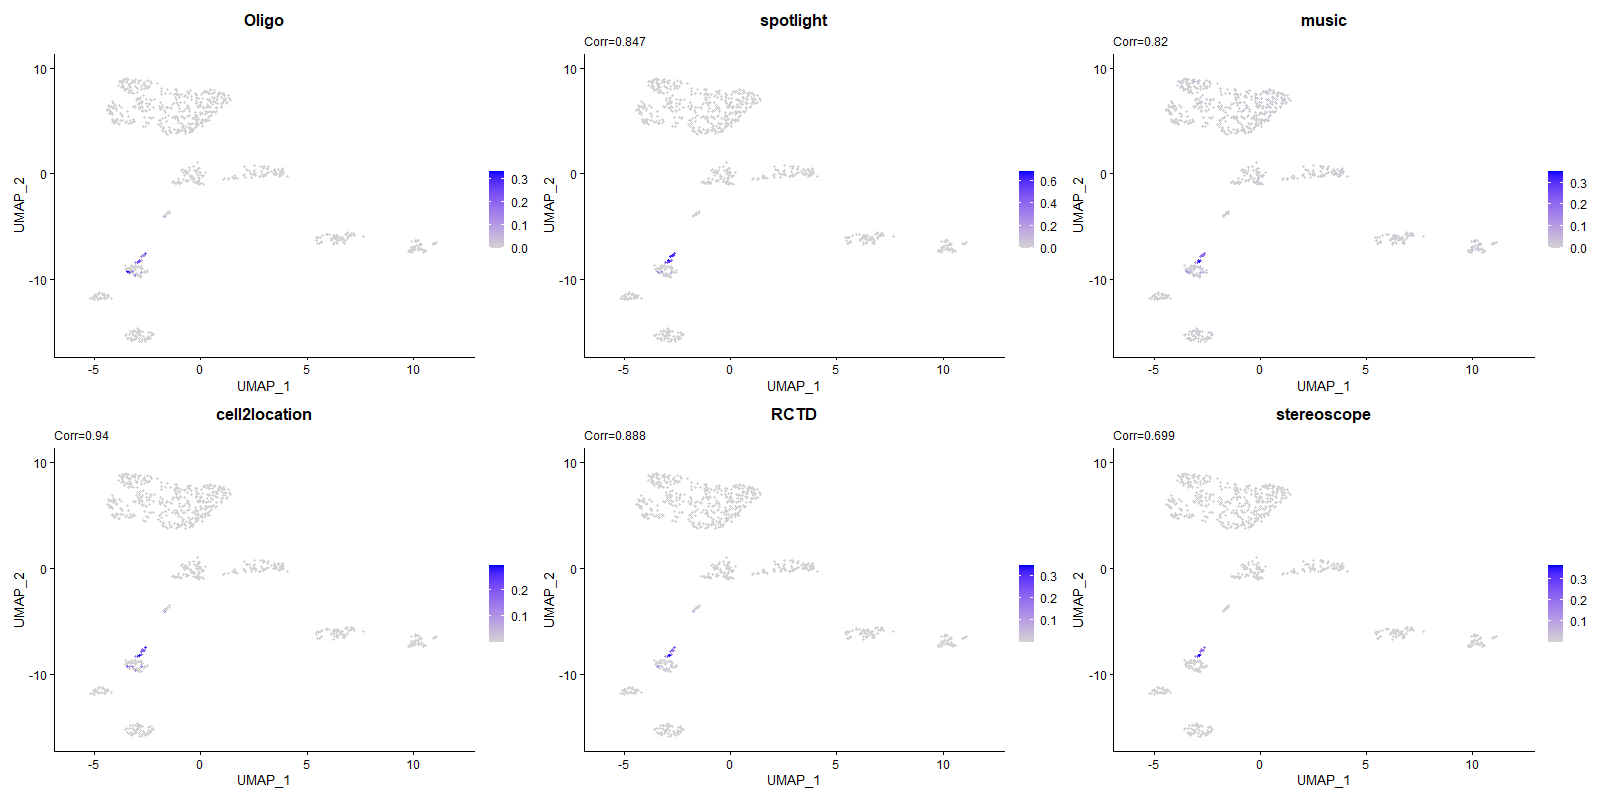 Oligo
10
0
-10
UMAP_2
-5
0
5
10
UMAP_1
0.3
0.2
0.1
0.0
spotlight
Corr=0.847
10
0
-10
UMAP_2
-5
0
5
10
UMAP_1
0.6
0.4
0.2
0.0
music
Corr=0.82
10
0
-10
UMAP_2
-5
0
5
10
UMAP_1
0.3
0.2
0.1
0.0
cell2location
Corr=0.94
10
0
-10
UMAP_2
-5
0
5
10
UMAP_1
0.2
0.1
RCTD
Corr=0.888
10
0
-10
UMAP_2
-5
0
5
10
UMAP_1
0.3
0.2
0.1
stereoscope
Corr=0.699
10
0
-10
UMAP_2
-5
0
5
10
UMAP_1
0.3
0.2
0.1